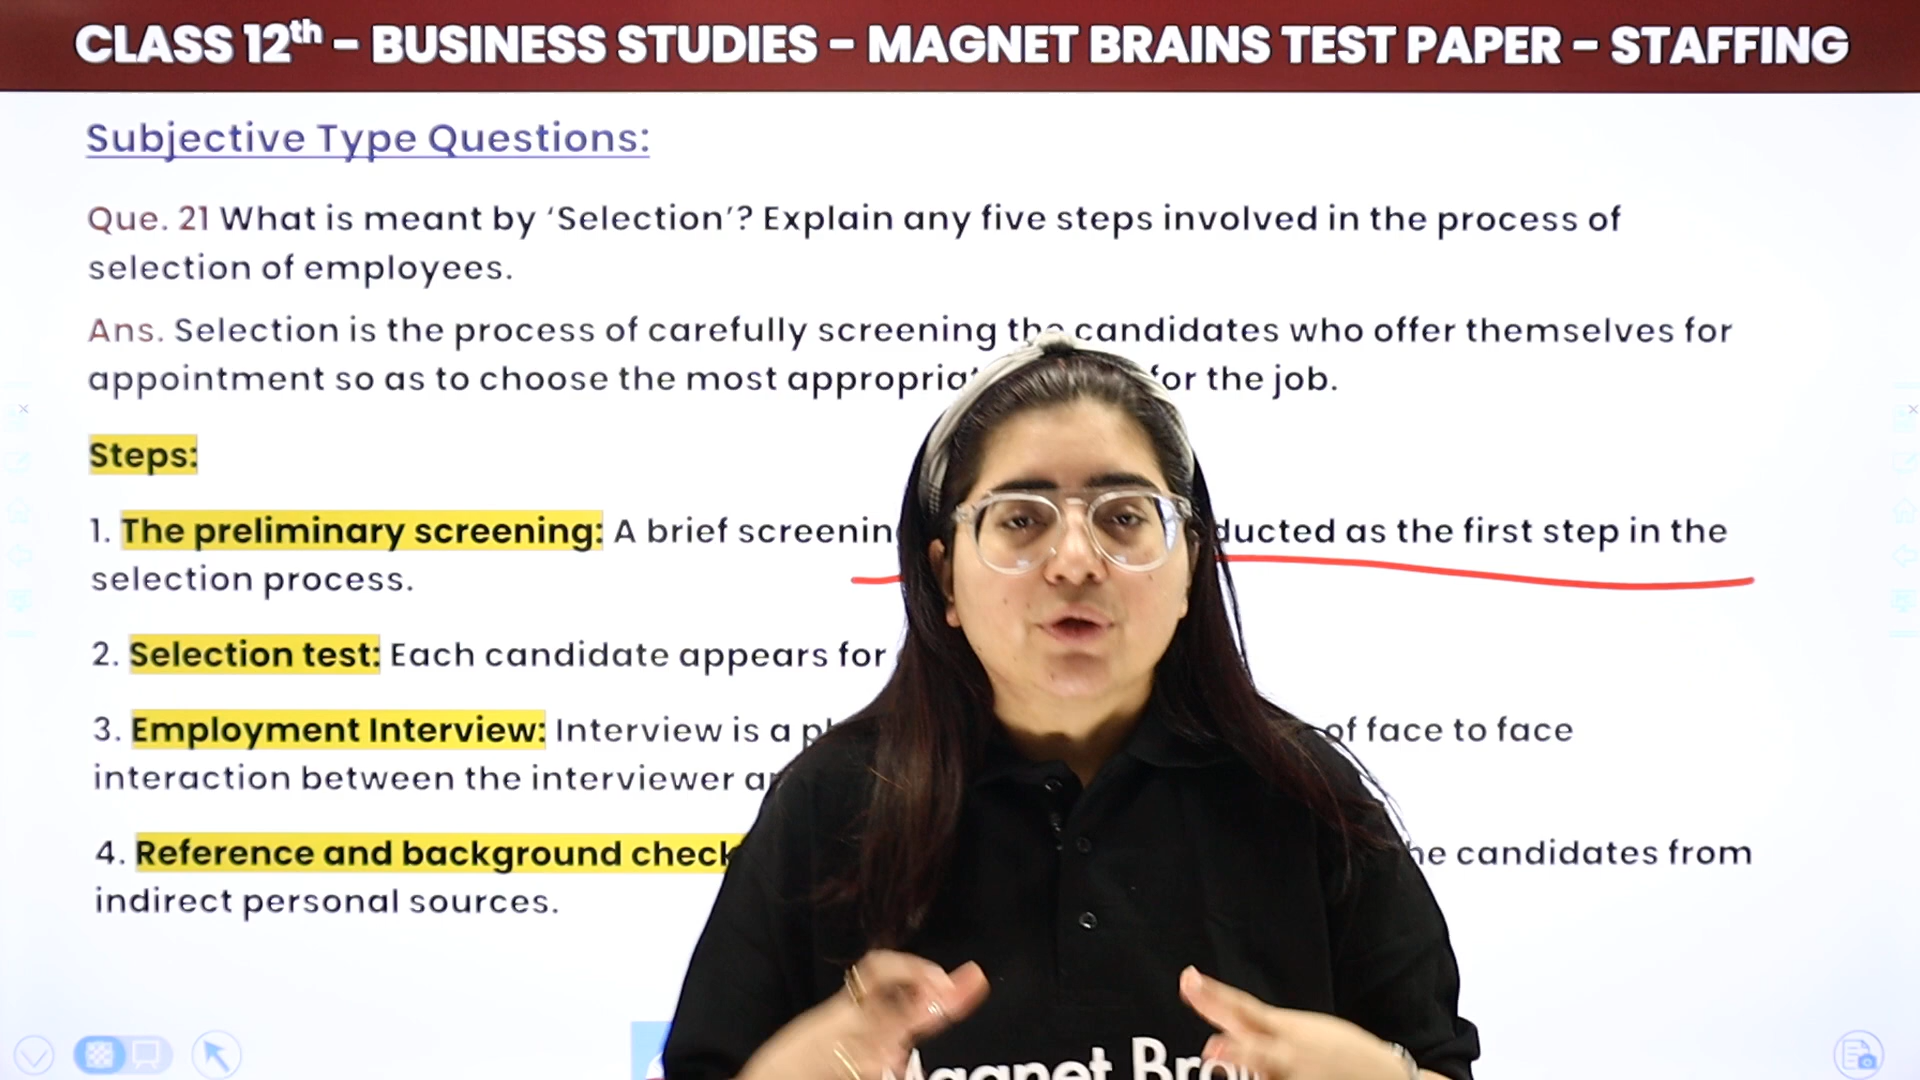 CLASS 12th – BUSINESS STUDIES – MAGNET BRAINS TEST PAPER – STAFFING
Subjective Type Questions:
Que. 21 What is meant by ‘Selection’? Explain any five steps involved in the process of
selection of employees.
Ans. Selection is the process of carefully screening the candidates who offer themselves for
appointment so as to choose the most for the job.
Steps:
1. The preliminary screening: A brief as the first step in the
selection process.
2. Selection test: Each candidate appears for
3. Employment Interview: Interview is a of face to face
interaction between the interviewer
4. Reference and background candidates from
indirect personal sources.
Magnet